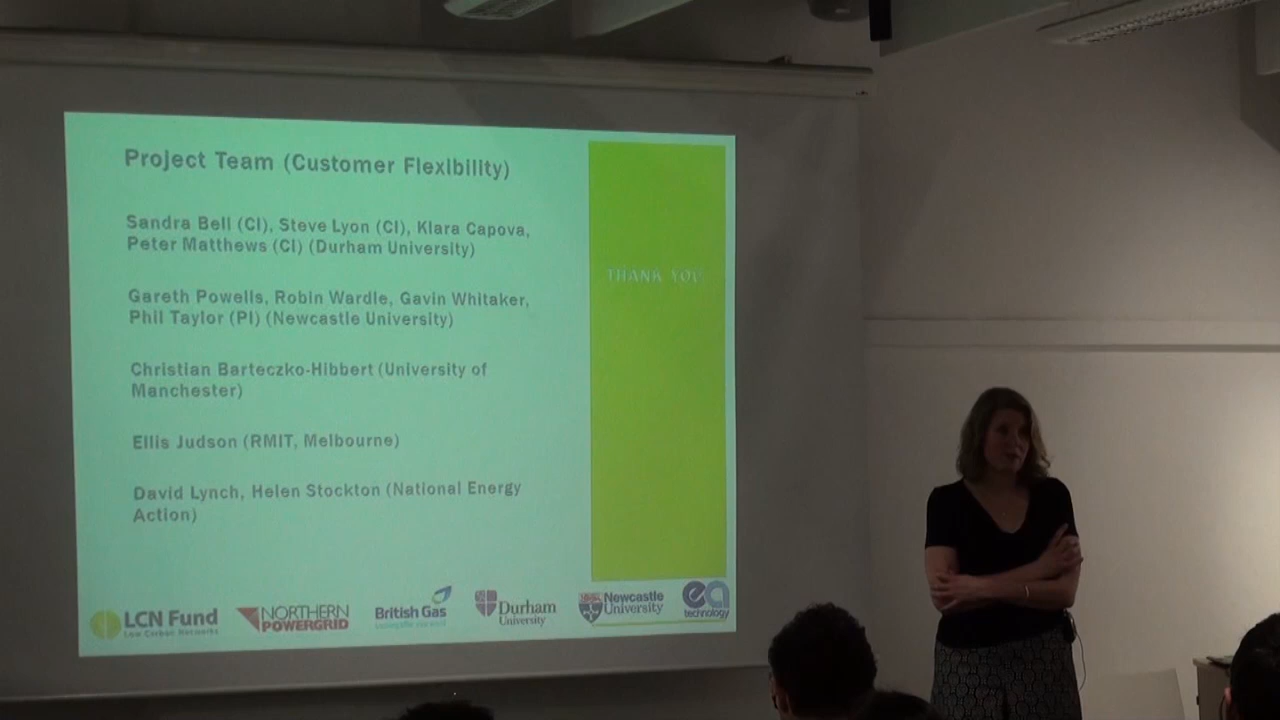 Project Team (Customer Flexibility)
Sandra Bell (CI), Steve Lyon (CI), Klara Capova,
Peter Matthews (CI) (Durham University)
Gareth Powells, Robin Wardle, Gavin Whitaker,
Phil Taylor (PI) (Newcastle University)
Christian Barteczko-Hibbert (University of
Manchester)
Ellis Judson (RMIT, Melbourne)
David Lynch, Helen Stockton (National Energy
Action)
THANK YOU
LCN Fund
Low Carbon Networks
NORTHERN
POWERGRID
British Gas
Durham
University
Newcastle
University
ea
technology